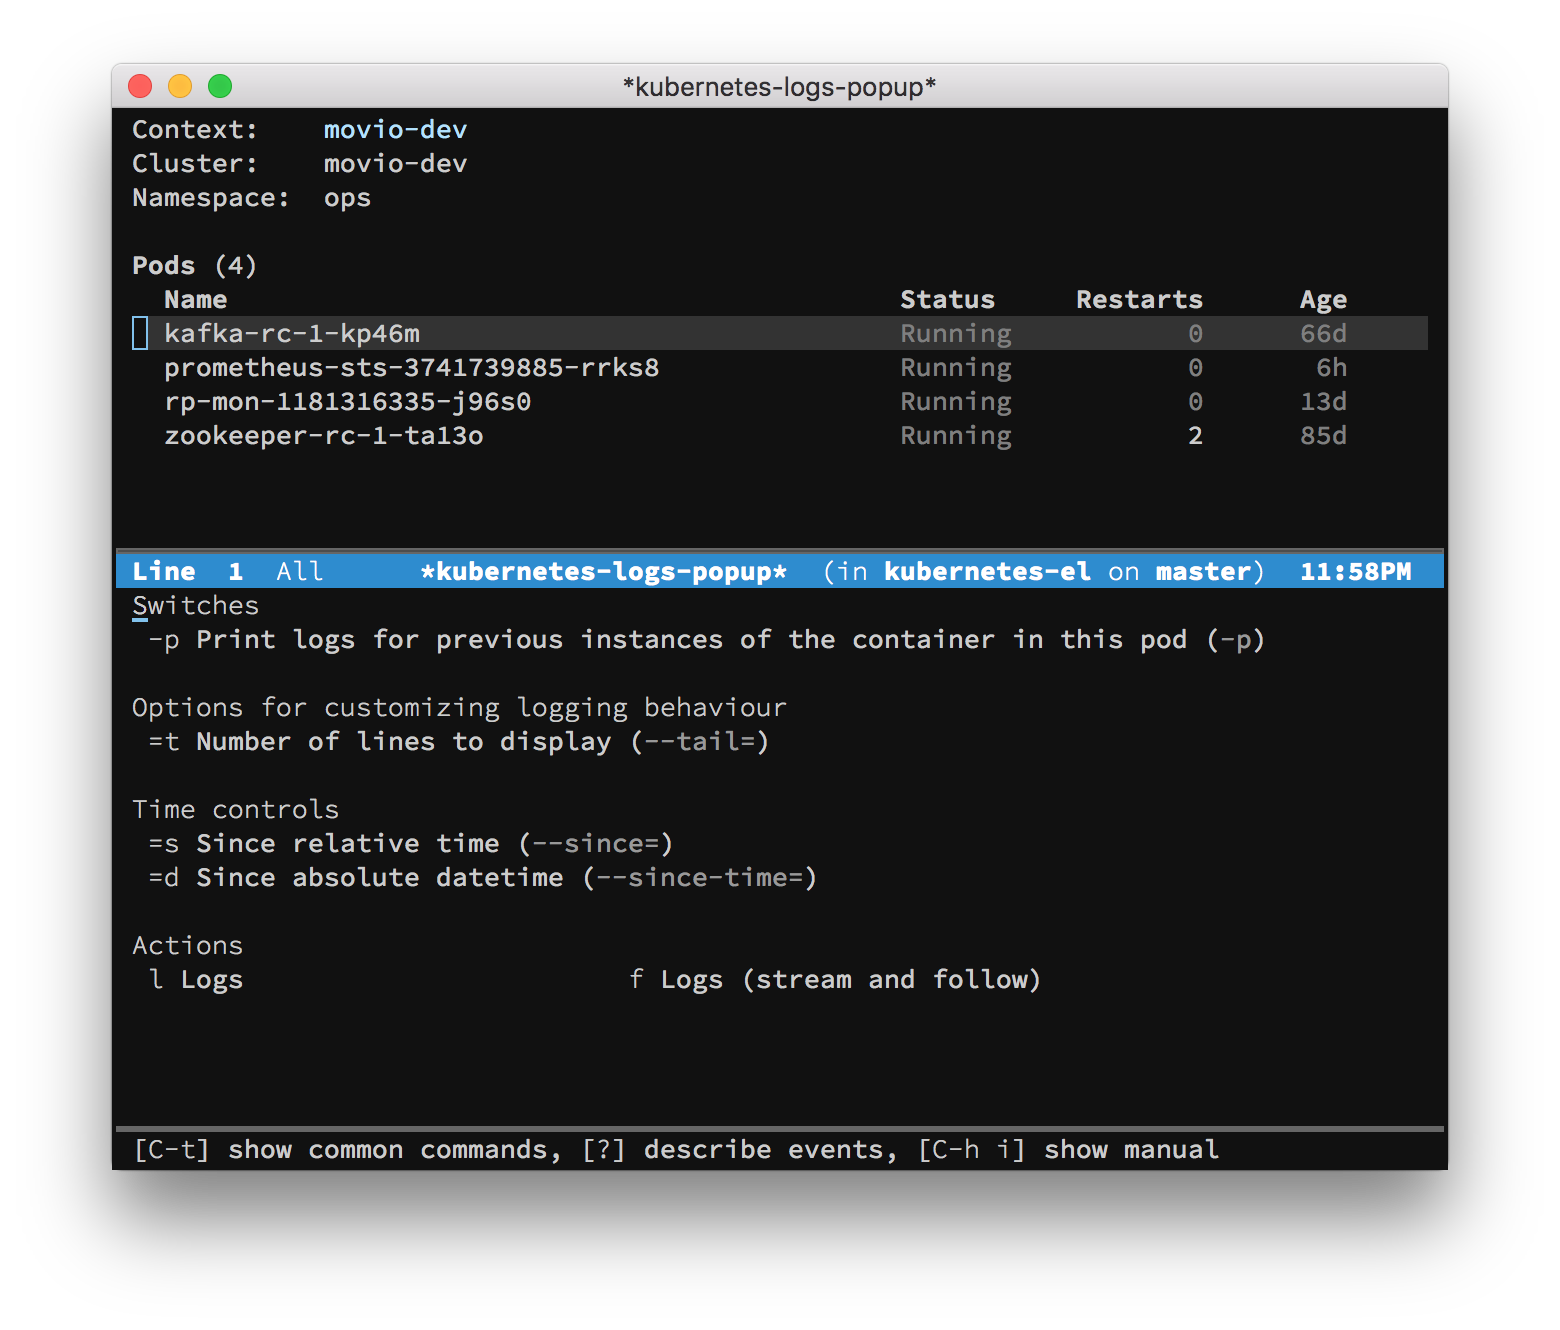 *kubernetes-logs-popup*
Context:    movio-dev
Cluster:    movio-dev
Namespace:  ops
Pods (4)
Name    Status    Restarts    Age
kafka-rc-1-kp46m    Running    0    66d
prometheus-sts-3741739885-rrks8    Running    0    6h
rp-mon-1181316335-j96s0    Running    0    13d
zookeeper-rc-1-ta13o    Running    2    85d
Line  1  All    *kubernetes-logs-popup*  (in kubernetes-el on master)  11:58PM
Switches
-p Print logs for previous instances of the container in this pod (-p)
Options for customizing logging behaviour
=t Number of lines to display (--tail=)
Time controls
=s Since relative time (--since=)
=d Since absolute datetime (--since-time=)
Actions
l Logs    f Logs (stream and follow)
[C-t] show common commands, [?] describe events, [C-h i] show manual